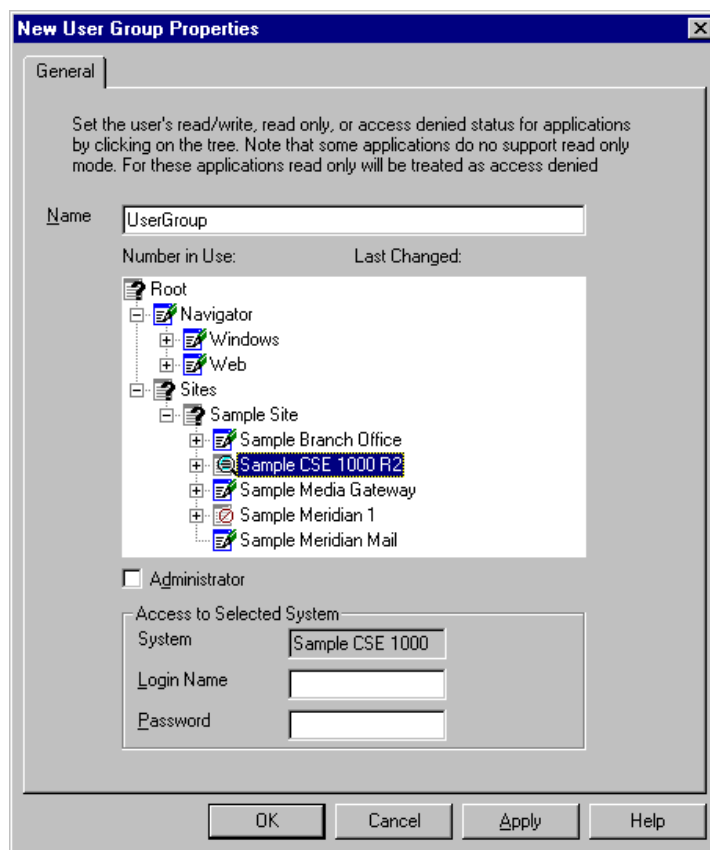 New User Group Properties
General
Set the user's read/write, read only, or access denied status for applications
by clicking on the tree. Note that some applications do no support read only
mode. For these applications read only will be treated as access denied
Name UserGroup
Number in Use: Last Changed:
Root
Navigator
Windows
Web
Sites
Sample Site
Sample Branch Office
Sample CSE 1000 R2
Sample Media Gateway
Sample Meridian 1
Sample Meridian Mail
Administrator
Access to Selected System
System Sample CSE 1000
Login Name
Password
OK Cancel Apply Help